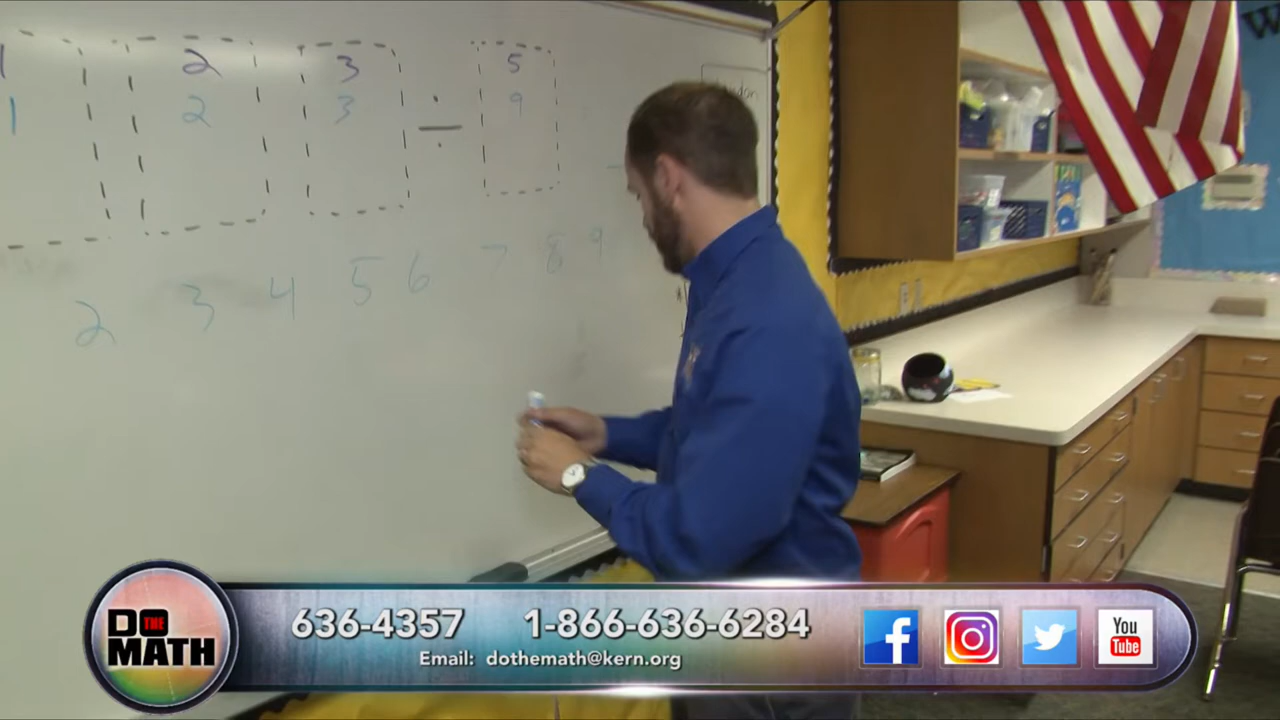 1 2 3 ÷ 5
1 2 3 9
2 3 4 5 6 7 8 9
DO THE MATH
636-4357 1-866-636-6284
Email: dothemath@kern.org
You Tube